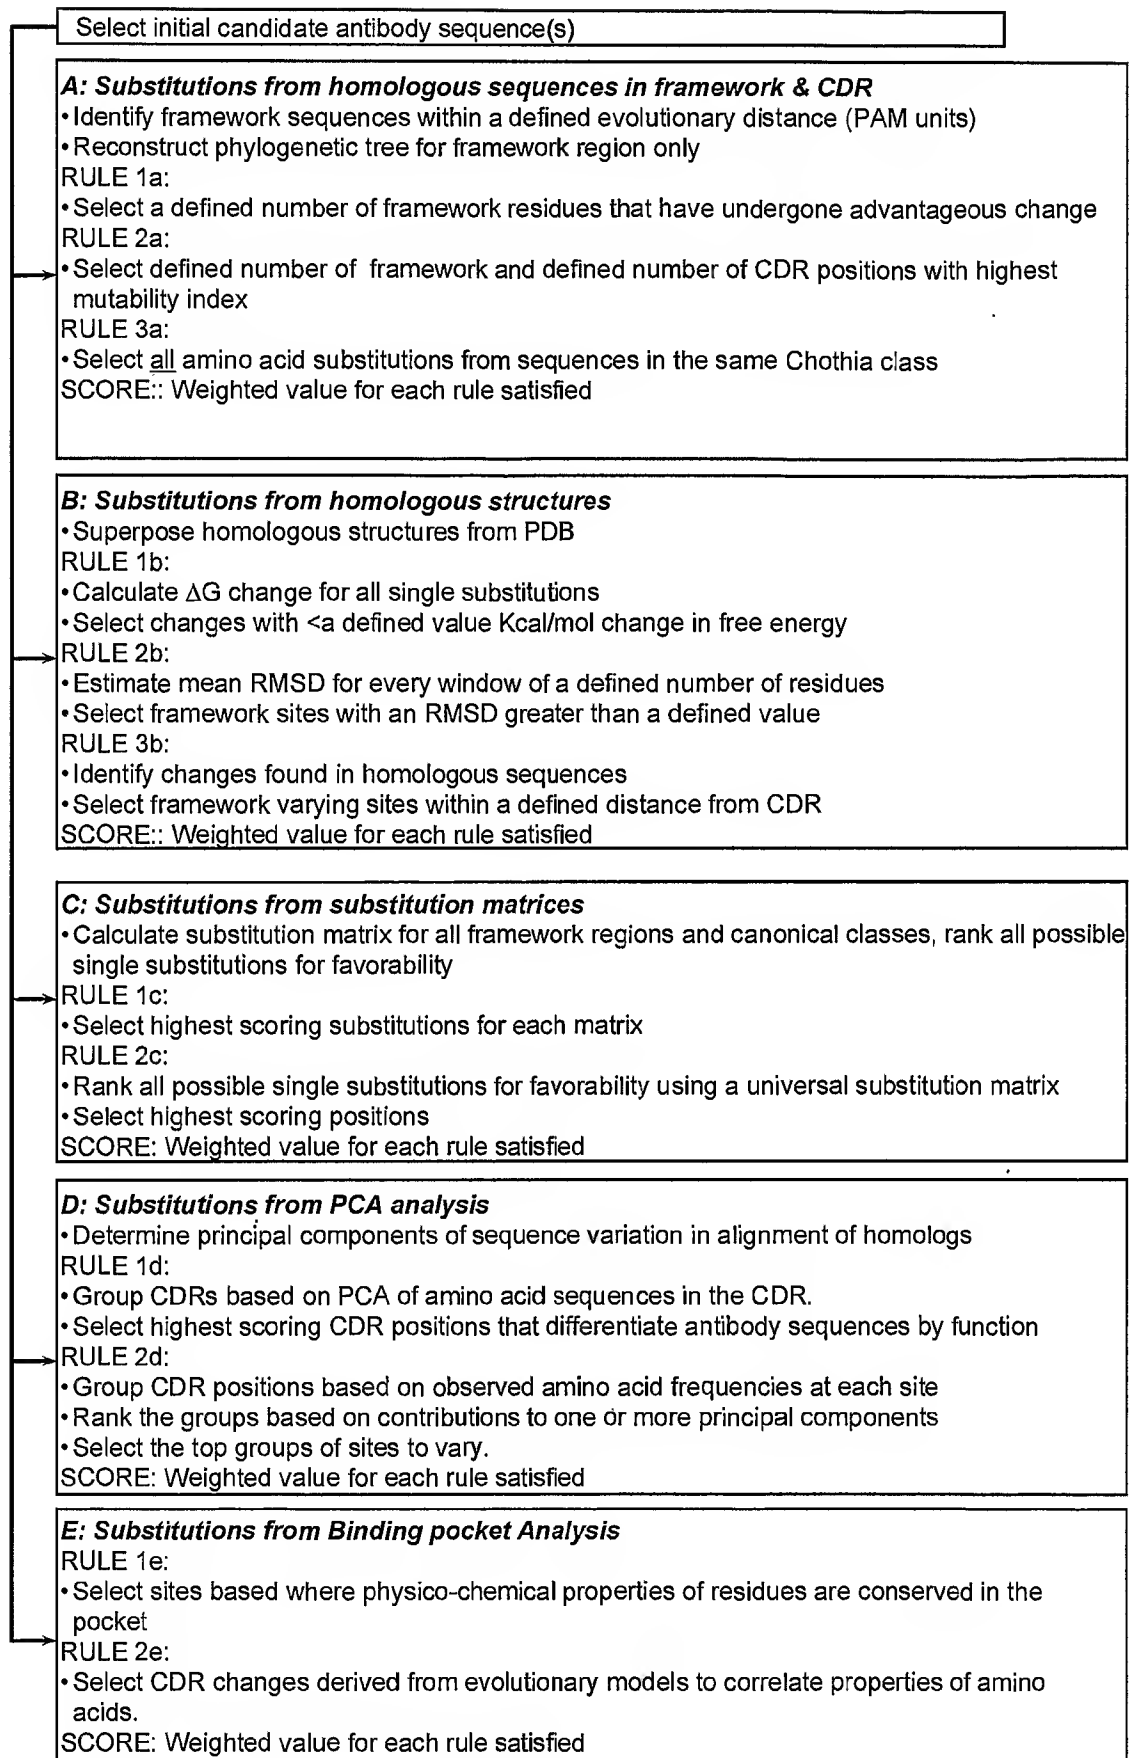 Select initial candidate antibody sequence(s)
A: Substitutions from homologous sequences in framework & CDR
• Identify framework sequences within a defined evolutionary distance (PAM units)
• Reconstruct phylogenetic tree for framework region only
RULE 1a:
• Select a defined number of framework residues that have undergone advantageous change
RULE 2a:
• Select defined number of framework and defined number of CDR positions with highest
mutability index
RULE 3a:
• Select all amino acid substitutions from sequences in the same Chothia class
SCORE:: Weighted value for each rule satisfied
B: Substitutions from homologous structures
• Superpose homologous structures from PDB
RULE 1b:
• Calculate ΔG change for all single substitutions
• Select changes with <a defined value Kcal/mol change in free energy
RULE 2b:
• Estimate mean RMSD for every window of a defined number of residues
• Select framework sites with an RMSD greater than a defined value
RULE 3b:
• Identify changes found in homologous sequences
• Select framework varying sites within a defined distance from CDR
SCORE:: Weighted value for each rule satisfied
C: Substitutions from substitution matrices
• Calculate substitution matrix for all framework regions and canonical classes, rank all possible
single substitutions for favorability
RULE 1c:
• Select highest scoring substitutions for each matrix
RULE 2c:
• Rank all possible single substitutions for favorability using a universal substitution matrix
• Select highest scoring positions
SCORE: Weighted value for each rule satisfied
D: Substitutions from PCA analysis
• Determine principal components of sequence variation in alignment of homologs
RULE 1d:
• Group CDRs based on PCA of amino acid sequences in the CDR.
• Select highest scoring CDR positions that differentiate antibody sequences by function
RULE 2d:
• Group CDR positions based on observed amino acid frequencies at each site
• Rank the groups based on contributions to one or more principal components
• Select the top groups of sites to vary.
SCORE: Weighted value for each rule satisfied
E: Substitutions from Binding pocket Analysis
RULE 1e:
• Select sites based where physico-chemical properties of residues are conserved in the
pocket
RULE 2e:
• Select CDR changes derived from evolutionary models to correlate properties of amino
acids.
SCORE: Weighted value for each rule satisfied